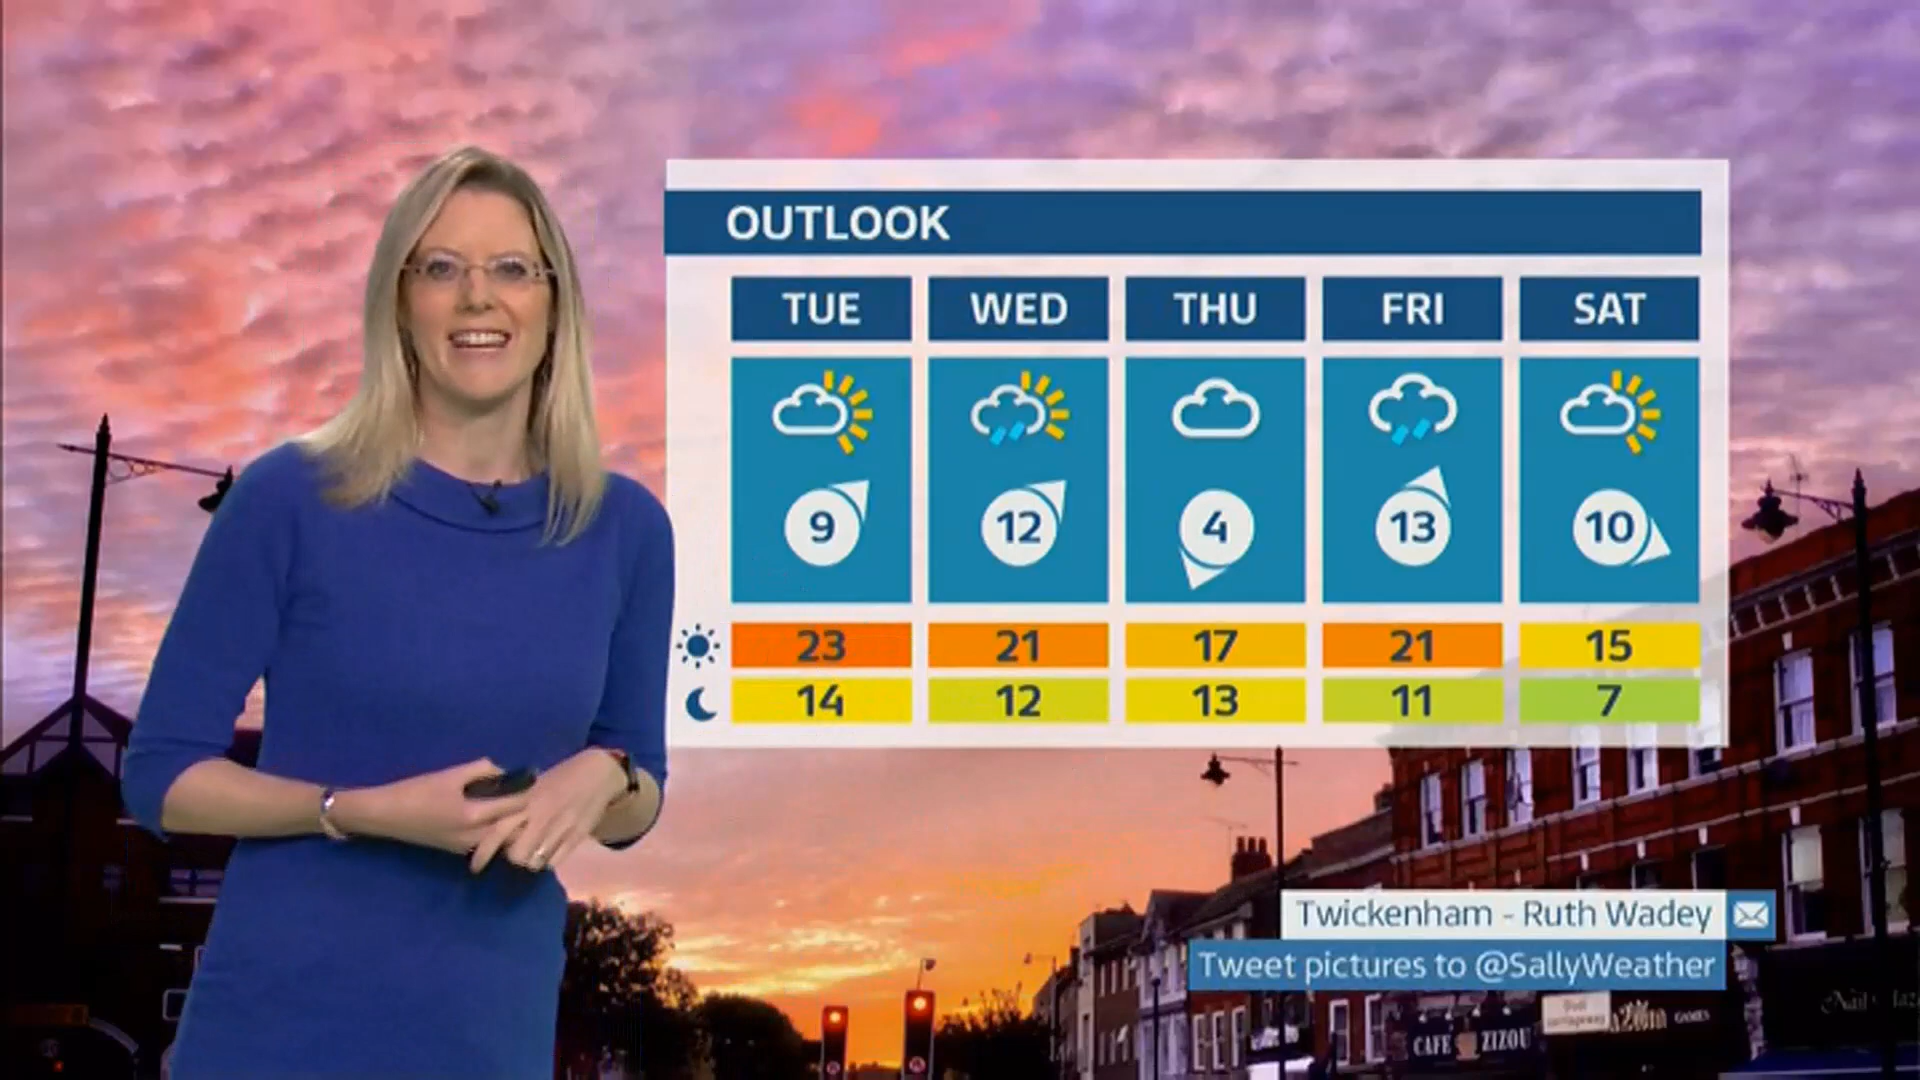 OUTLOOK
TUE WED THU FRI SAT
9 12 4 13 10
23 21 17 21 15
14 12 13 11 7
Twickenham - Ruth Wadey
Tweet pictures to @SallyWeather
CAFE ZIZOU
GAMES